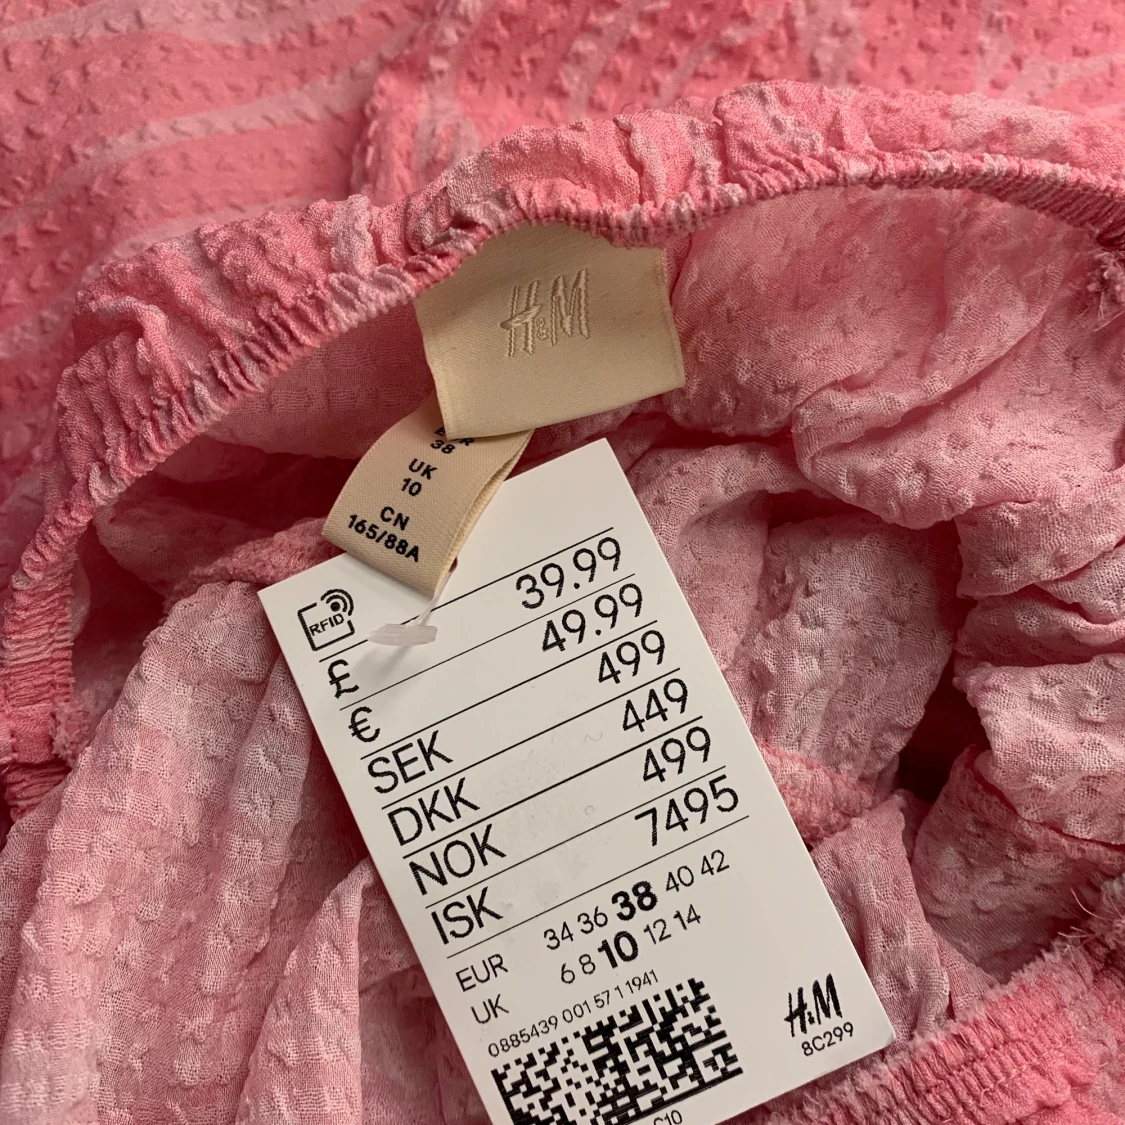 H&M
38
UK
10
CN
165/88A
RFID
£ 39.99
€ 49.99
SEK 499
DKK 449
NOK 499
ISK 7495
EUR 34 36 38 40 42
UK 6 8 10 12 14
0885439 001 57 1 1941
H&M
8C299
C10